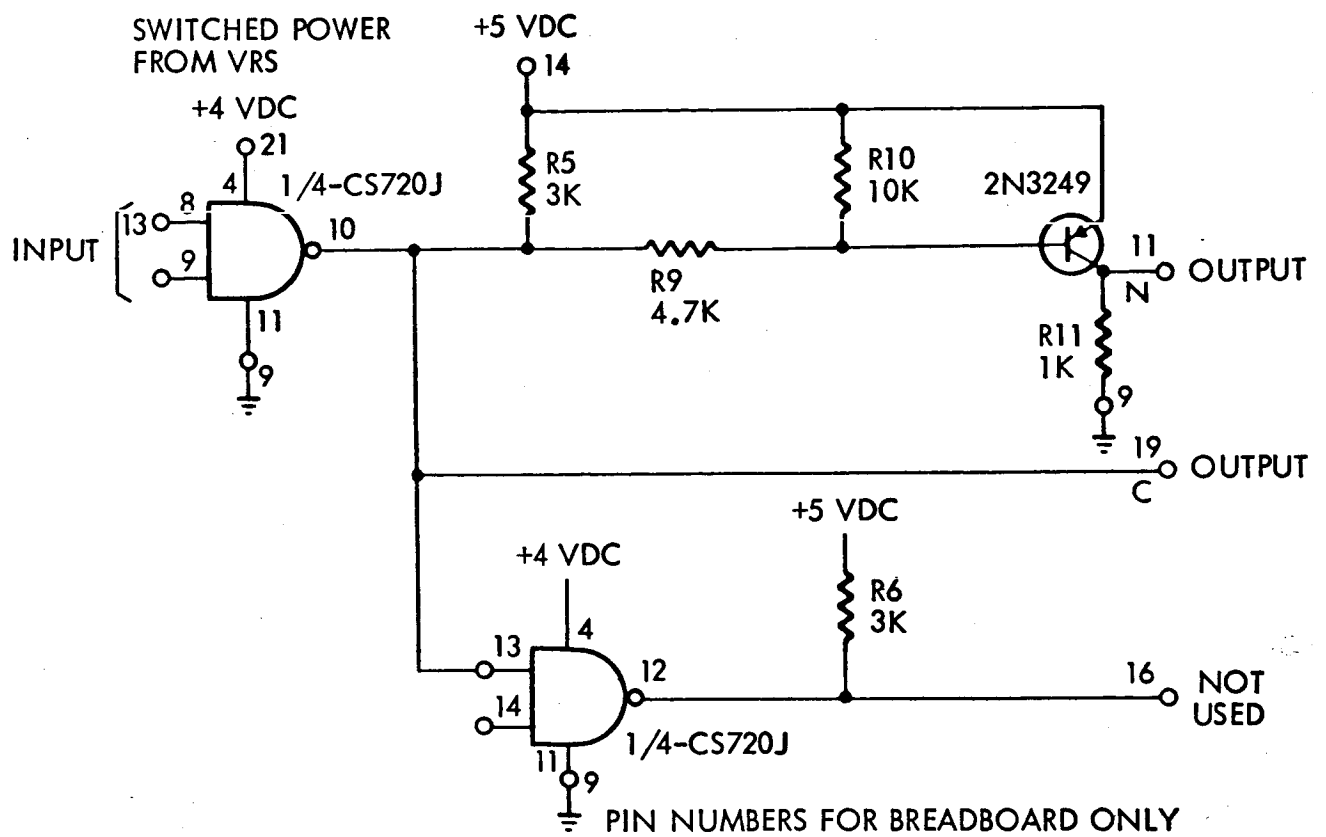 SWITCHED POWER
FROM VRS
+5 VDC
14
+4 VDC
21
4
1/4-CS720J
R5
3K
R10
10K
2N3249
INPUT
13
8
9
10
11
9
R9
4.7K
11
OUTPUT
N
R11
1K
9
19
OUTPUT
C
+5 VDC
+4 VDC
4
R6
3K
13
14
12
16
NOT
USED
1/4-CS720J
11
9
PIN NUMBERS FOR BREADBOARD ONLY